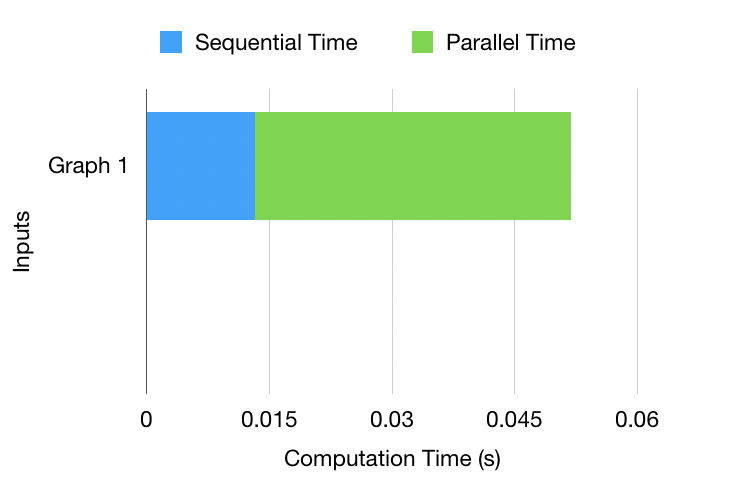 Sequential Time
Parallel Time
Graph 1
Inputs
0
0.015
0.03
0.045
0.06
Computation Time (s)